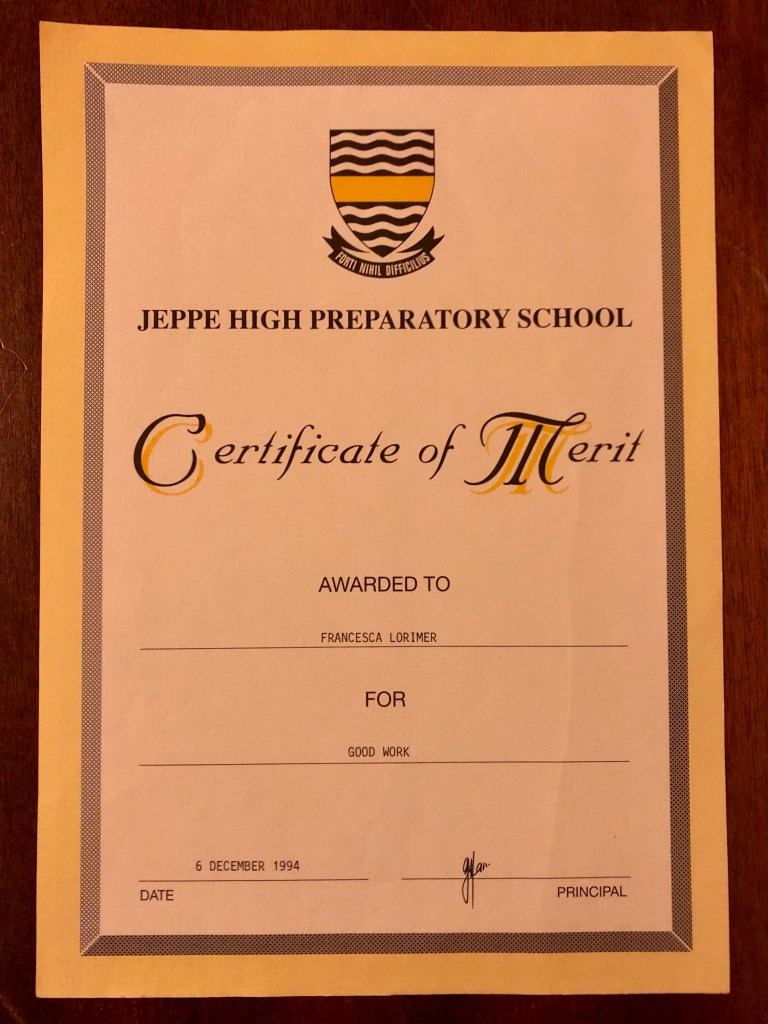 FORTI NIHIL DIFFICILIUS
JEPPE HIGH PREPARATORY SCHOOL
Certificate of Merit
AWARDED TO
FRANCESCA LORIMER
FOR
GOOD WORK
6 DECEMBER 1994
DATE
PRINCIPAL